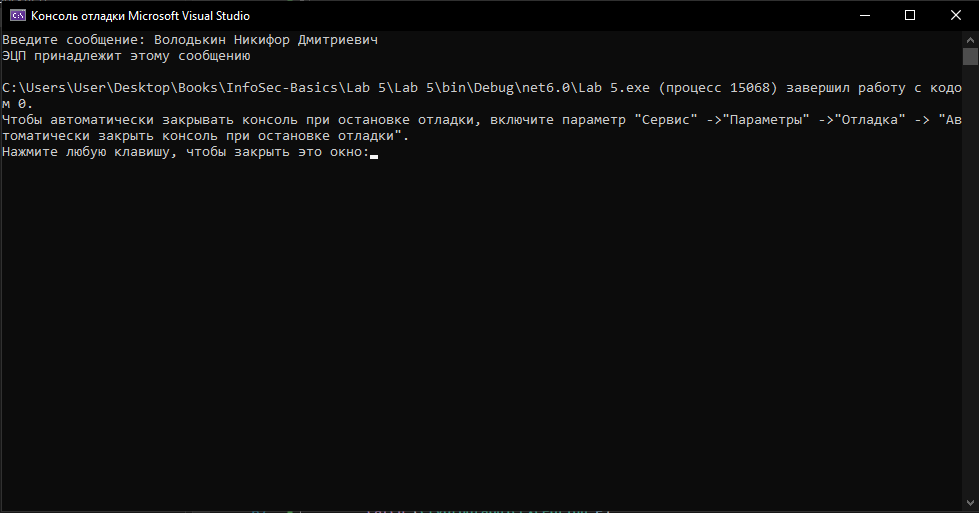 Консоль отладки Microsoft Visual Studio
Введите сообщение: Володькин Никифор Дмитриевич
ЭЦП принадлежит этому сообщению
C:\Users\User\Desktop\Books\InfoSec-Basics\Lab 5\Lab 5\bin\Debug\net6.0\Lab 5.exe (процесс 15068) завершил работу с кодо
м 0.
Чтобы автоматически закрывать консоль при остановке отладки, включите параметр "Сервис" ->"Параметры" ->"Отладка" -> "Ав
томатически закрыть консоль при остановке отладки".
Нажмите любую клавишу, чтобы закрыть это окно: